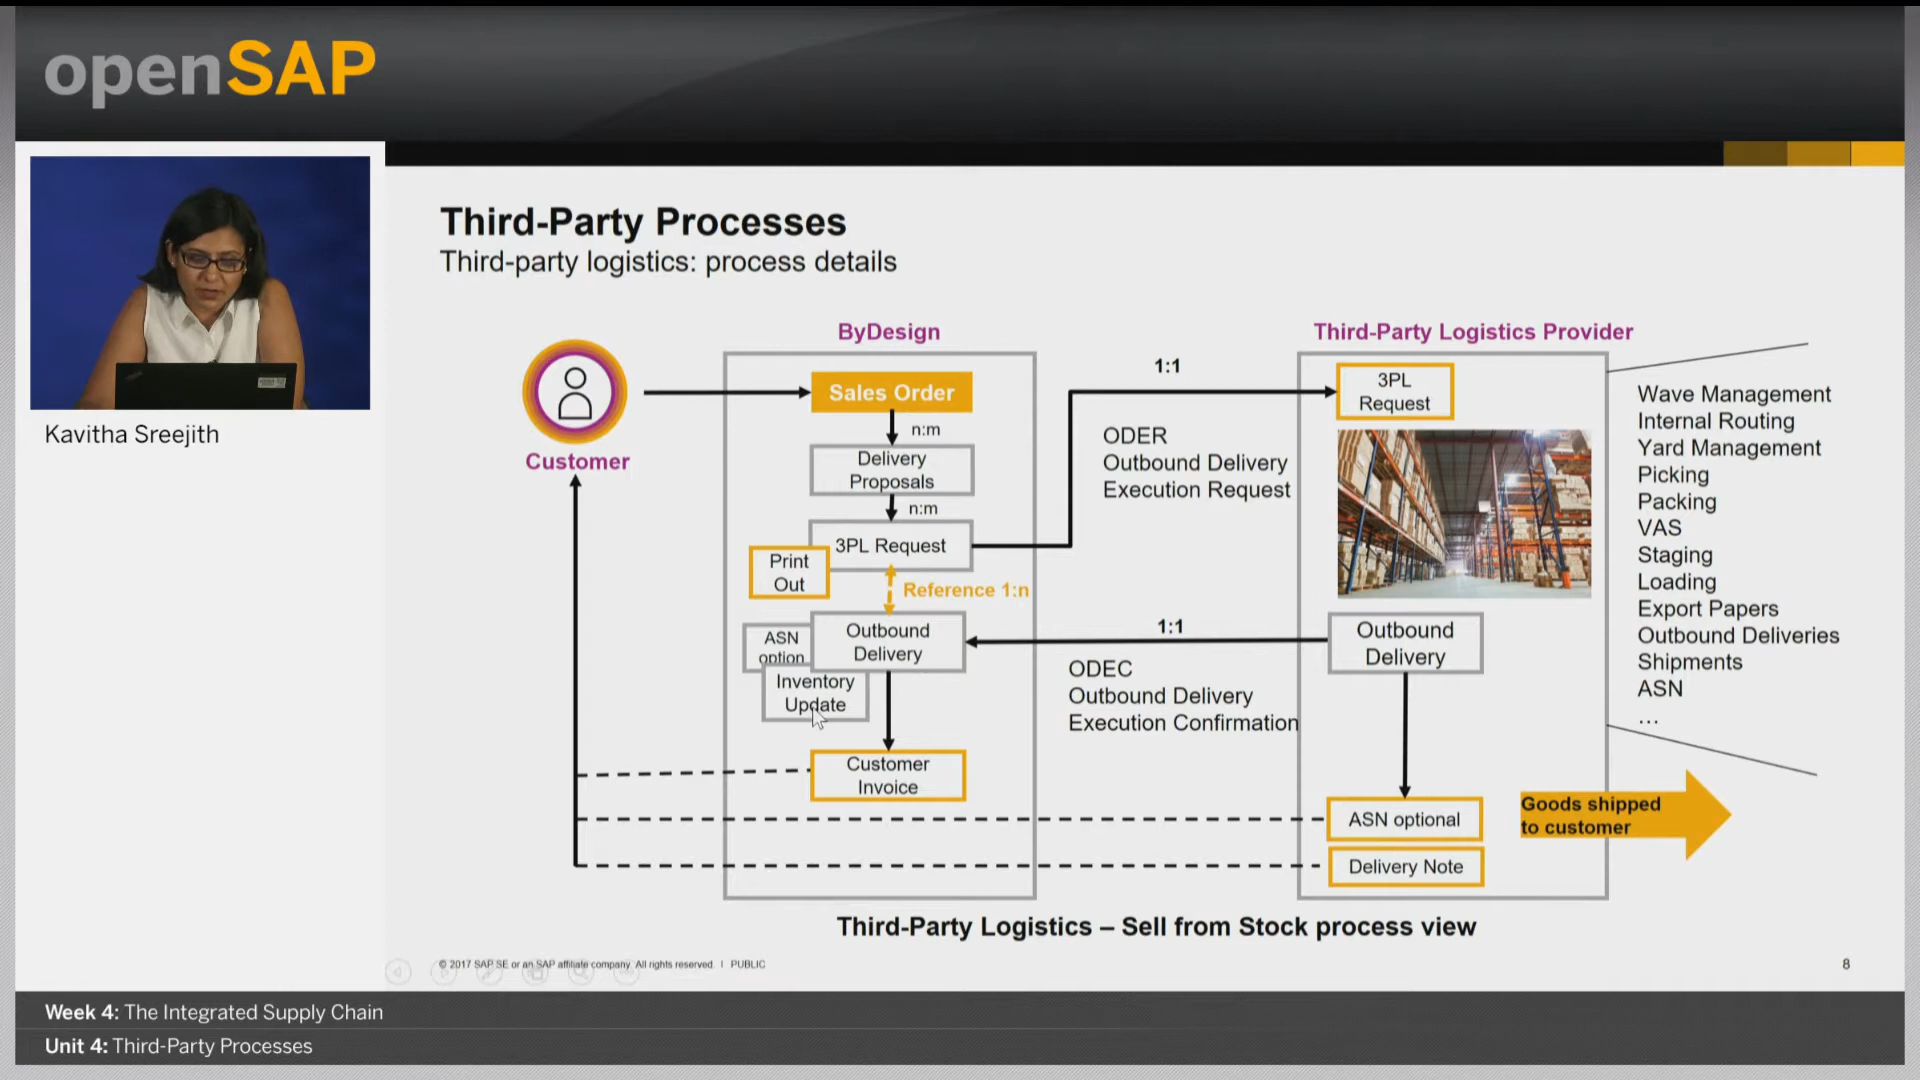 openSAP
Kavitha Sreejith
Third-Party Processes
Third-party logistics: process details
ByDesign
Third-Party Logistics Provider
Customer
Sales Order
n:m
Delivery
Proposals
n:m
3PL Request
Print
Out
Reference 1:n
ASN
option
Outbound
Delivery
Inventory
Update
Customer
Invoice
1:1
ODER
Outbound Delivery
Execution Request
1:1
ODEC
Outbound Delivery
Execution Confirmation
3PL
Request
Outbound
Delivery
ASN optional
Delivery Note
Wave Management
Internal Routing
Yard Management
Picking
Packing
VAS
Staging
Loading
Export Papers
Outbound Deliveries
Shipments
ASN
...
Goods shipped
to customer
Third-Party Logistics – Sell from Stock process view
© 2017 SAP SE or an SAP affiliate company. All rights reserved. | PUBLIC
8
Week 4: The Integrated Supply Chain
Unit 4: Third-Party Processes